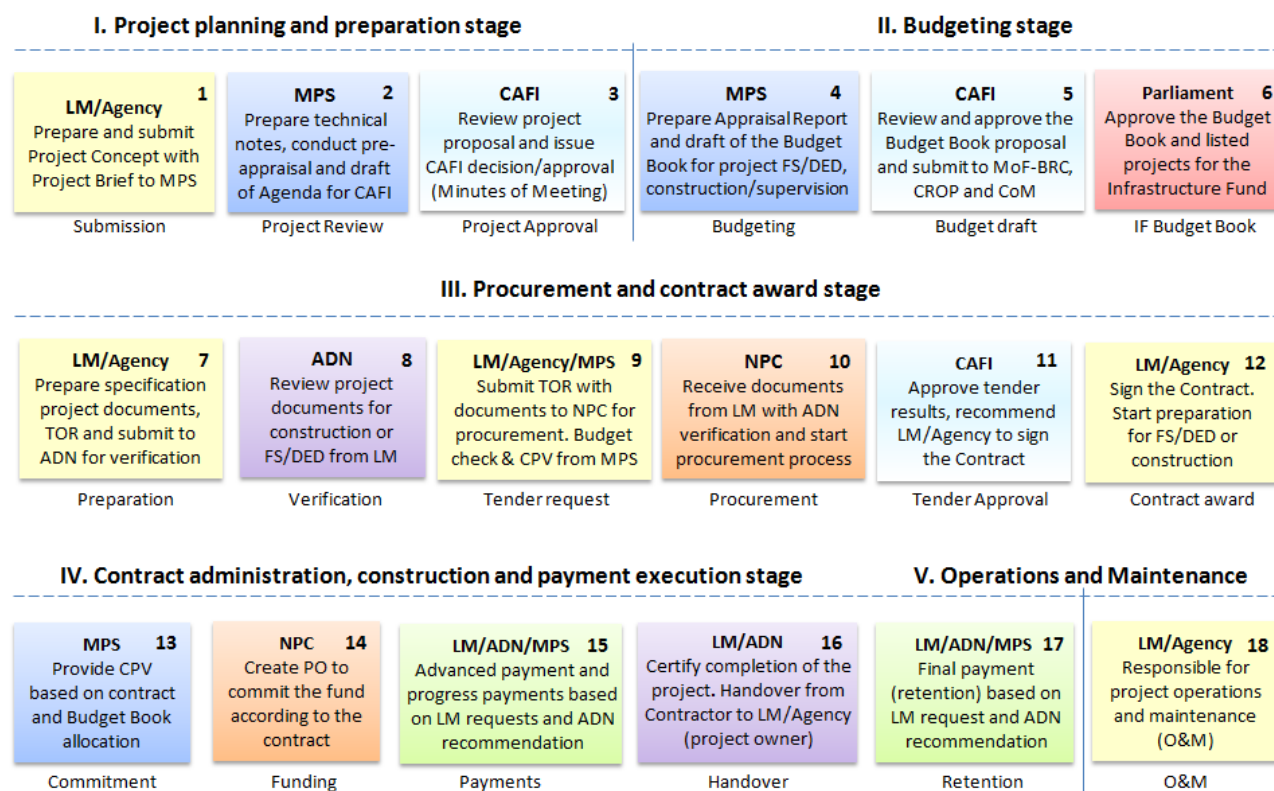 I. Project planning and preparation stage
II. Budgeting stage
LM/Agency 1
Prepare and submit
Project Concept with
Project Brief to MPS
Submission
MPS 2
Prepare technical
notes, conduct pre-
appraisal and draft
of Agenda for CAFI
Project Review
CAFI 3
Review project
proposal and issue
CAFI decision/approval
(Minutes of Meeting)
Project Approval
MPS 4
Prepare Appraisal Report
and draft of the Budget
Book for project FS/DED,
construction/supervision
Budgeting
CAFI 5
Review and approve the
Budget Book proposal
and submit to MoF-BRC,
CROP and CoM
Budget draft
Parliament 6
Approve the Budget
Book and listed
projects for the
Infrastructure Fund
IF Budget Book
III. Procurement and contract award stage
LM/Agency 7
Prepare specification
project documents,
TOR and submit to
ADN for verification
Preparation
ADN 8
Review project
documents for
construction or
FS/DED from LM
Verification
LM/Agency/MPS 9
Submit TOR with
documents to NPC for
procurement. Budget
check & CPV from MPS
Tender request
NPC 10
Receive documents
from LM with ADN
verification and start
procurement process
Procurement
CAFI 11
Approve tender
results, recommend
LM/Agency to sign
the Contract
Tender Approval
LM/Agency 12
Sign the Contract.
Start preparation
for FS/DED or
construction
Contract award
IV. Contract administration, construction and payment execution stage
V. Operations and Maintenance
MPS 13
Provide CPV
based on contract
and Budget Book
allocation
Commitment
NPC 14
Create PO to
commit the fund
according to the
contract
Funding
LM/ADN/MPS 15
Advanced payment and
progress payments based
on LM requests and ADN
recommendation
Payments
LM/ADN 16
Certify completion of the
project. Handover from
Contractor to LM/Agency
(project owner)
Handover
LM/ADN/MPS 17
Final payment
(retention) based on
LM request and ADN
recommendation
Retention
LM/Agency 18
Responsible for
project operations
and maintenance
(O&M)
O&M